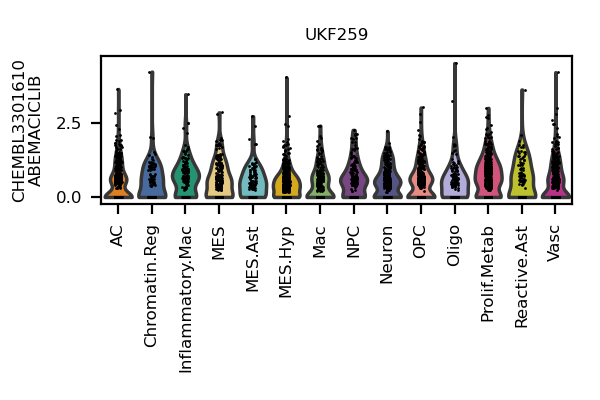 UKF259
CHEMBL3301610
ABEMACICLIB
2.5
0.0
AC
Chromatin.Reg
Inflammatory.Mac
MES
MES.Ast
MES.Hyp
Mac
NPC
Neuron
OPC
Oligo
Prolif.Metab
Reactive.Ast
Vasc